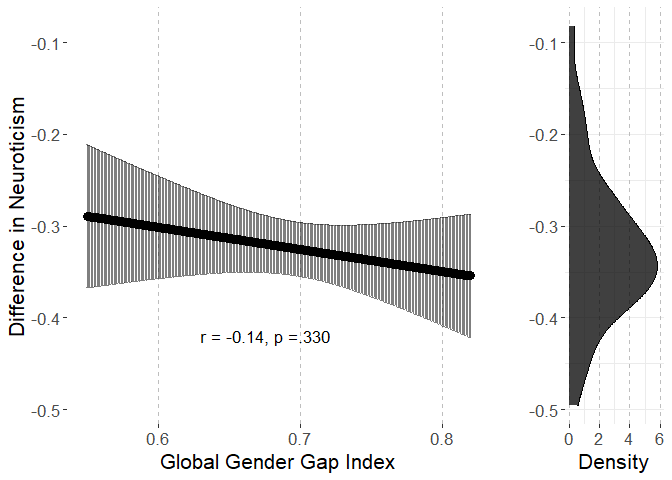 Difference in Neuroticism
-0.1
-0.2
-0.3
-0.4
-0.5
r = -0.14, p = .330
0.6 0.7 0.8
Global Gender Gap Index
-0.1
-0.2
-0.3
-0.4
-0.5
0 2 4 6
Density